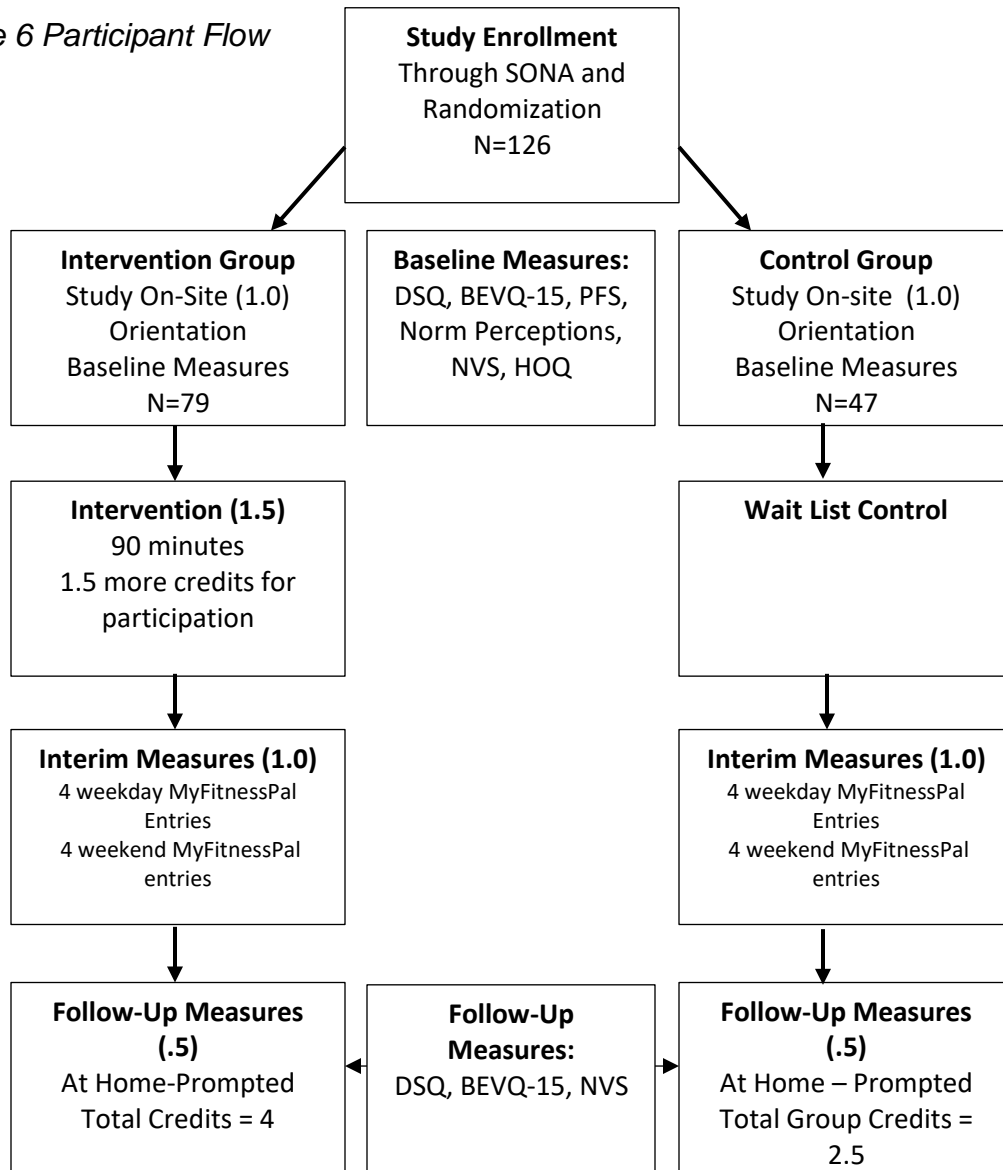 6 Participant Flow
Study Enrollment
Through SONA and
Randomization
N=126
Intervention Group
Study On-Site (1.0)
Orientation
Baseline Measures
N=79
Baseline Measures:
DSQ, BEVQ-15, PFS,
Norm Perceptions,
NVS, HOQ
Control Group
Study On-site  (1.0)
Orientation
Baseline Measures
N=47
Intervention (1.5)
90 minutes
1.5 more credits for
participation
Wait List Control
Interim Measures (1.0)
4 weekday MyFitnessPal
Entries
4 weekend MyFitnessPal
entries
Interim Measures (1.0)
4 weekday MyFitnessPal
Entries
4 weekend MyFitnessPal
entries
Follow-Up Measures
(.5)
At Home-Prompted
Total Credits = 4
Follow-Up
Measures:
DSQ, BEVQ-15, NVS
Follow-Up Measures
(.5)
At Home – Prompted
Total Group Credits =
2.5